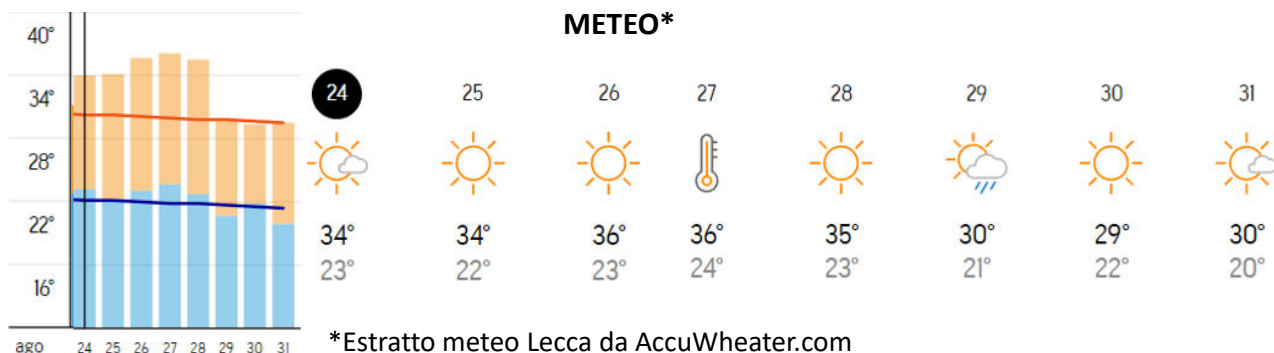 METEO*
40°
34°
28°
22°
16°
ago 24 25 26 27 28 29 30 31
24 25 26 27 28 29 30 31
34° 34° 36° 36° 35° 30° 29° 30°
23° 22° 23° 24° 23° 21° 22° 20°
*Estratto meteo Lecca da AccuWheater.com